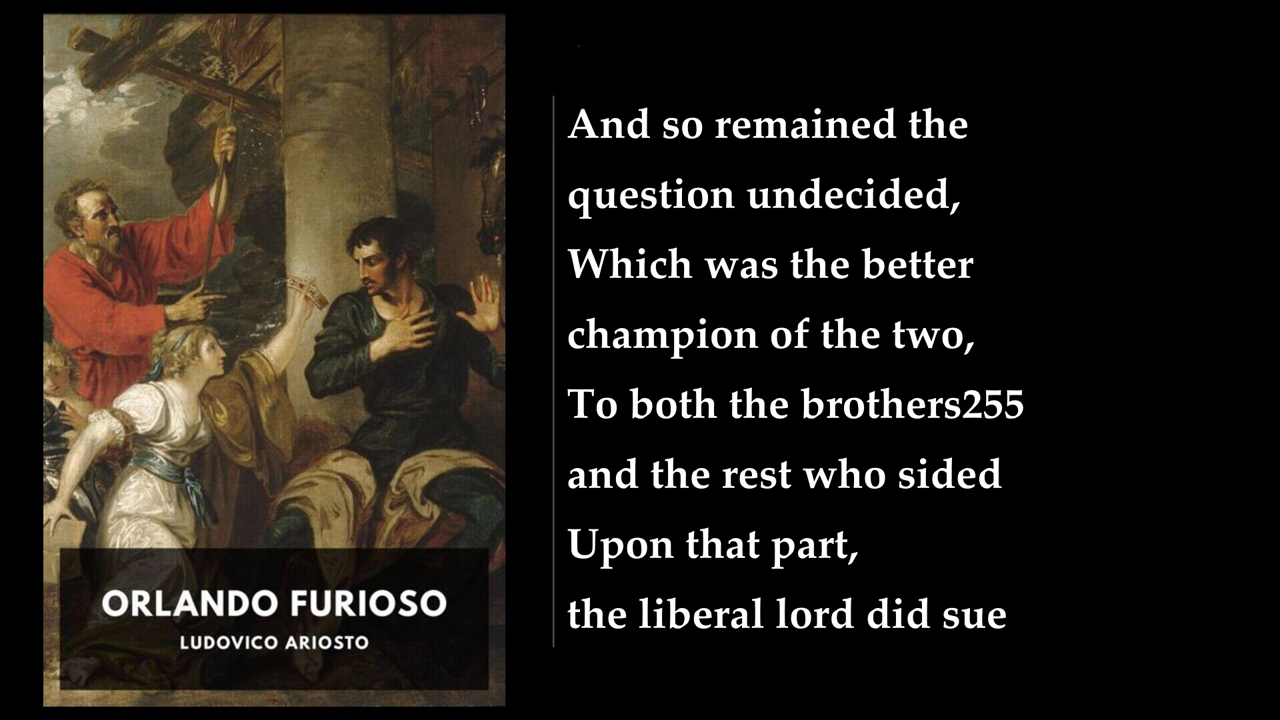 ORLANDO FURIOSO
LUDOVICO ARIOSTO
And so remained the
question undecided,
Which was the better
champion of the two,
To both the brothers255
and the rest who sided
Upon that part,
the liberal lord did sue